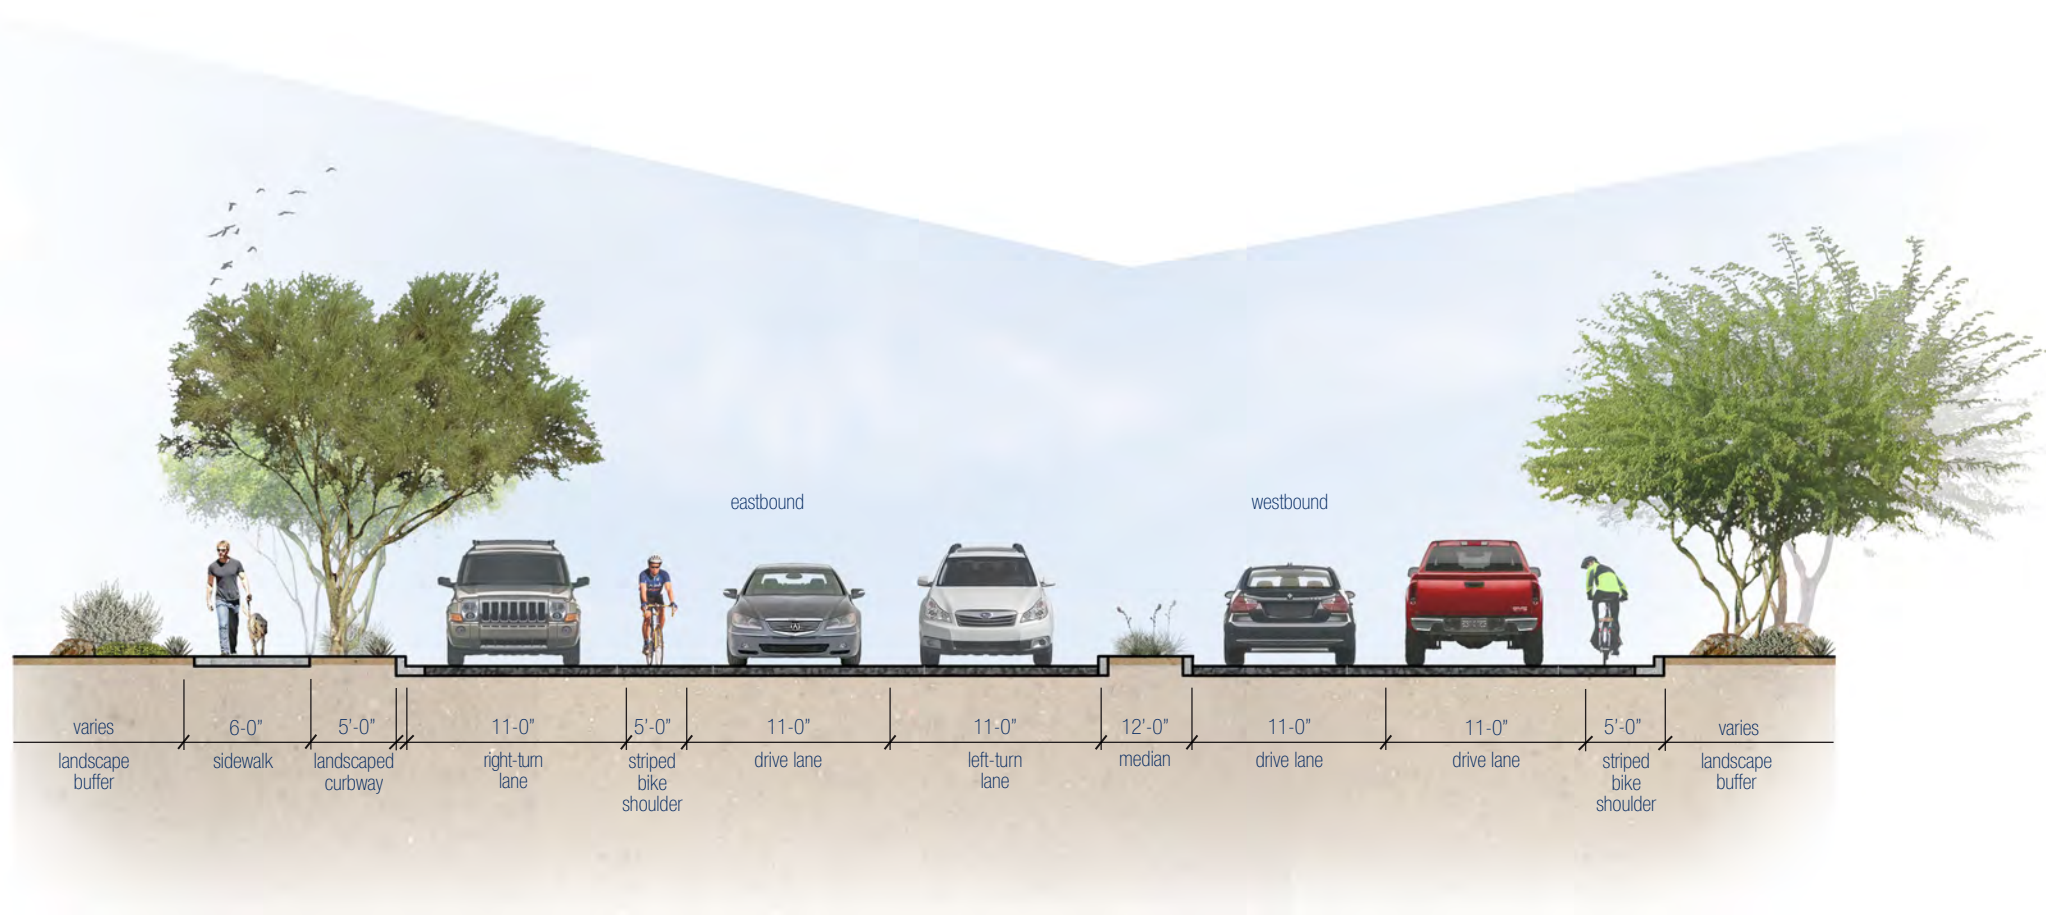 eastbound
westbound
varies
6-0"
5'-0"
11-0"
5'-0"
11-0"
11-0"
12'-0"
11-0"
11-0"
5'-0"
varies
landscape
buffer
sidewalk
landscaped
curbway
right-turn
lane
striped
bike
shoulder
drive lane
left-turn
lane
median
drive lane
drive lane
striped
bike
shoulder
landscape
buffer